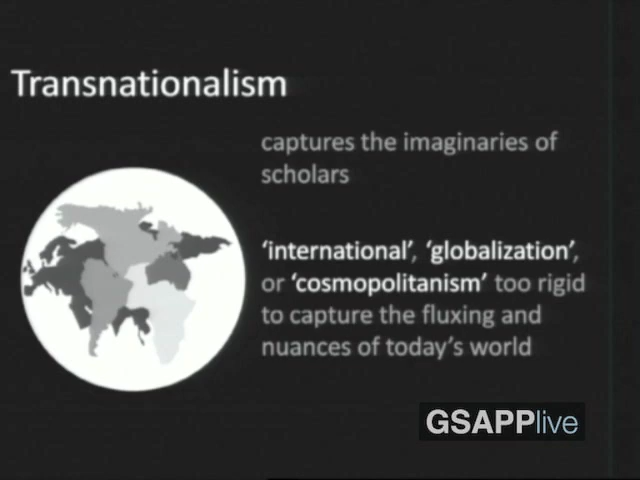 Transnationalism
captures the imaginaries of
scholars
‘international’, ‘globalization’,
or ‘cosmopolitanism’ too rigid
to capture the fluxing and
nuances of today’s world
GSAPPlive